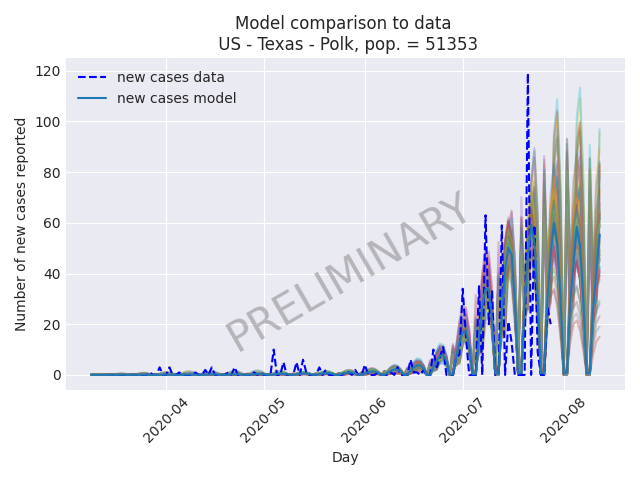 Model comparison to data
US - Texas - Polk, pop. = 51353
new cases data
new cases model
120
100
80
60
40
20
0
Number of new cases reported
PRELIMINARY
2020-04
2020-05
2020-06
2020-07
2020-08
Day